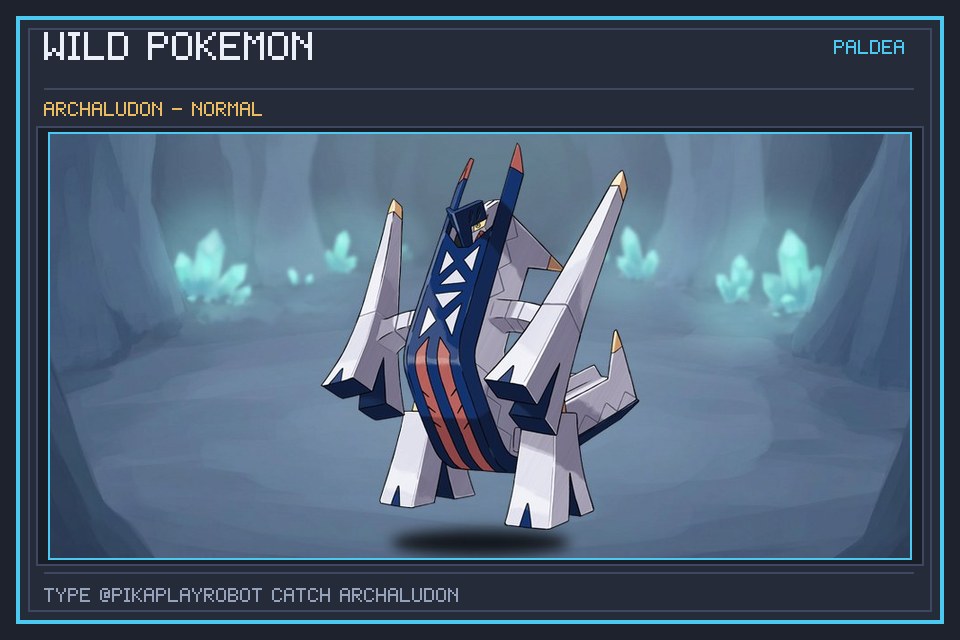 WILD POKEMON
PALDEA
ARCHALUDON - NORMAL
TYPE @PIKAPLAYROBOT CATCH ARCHALUDON